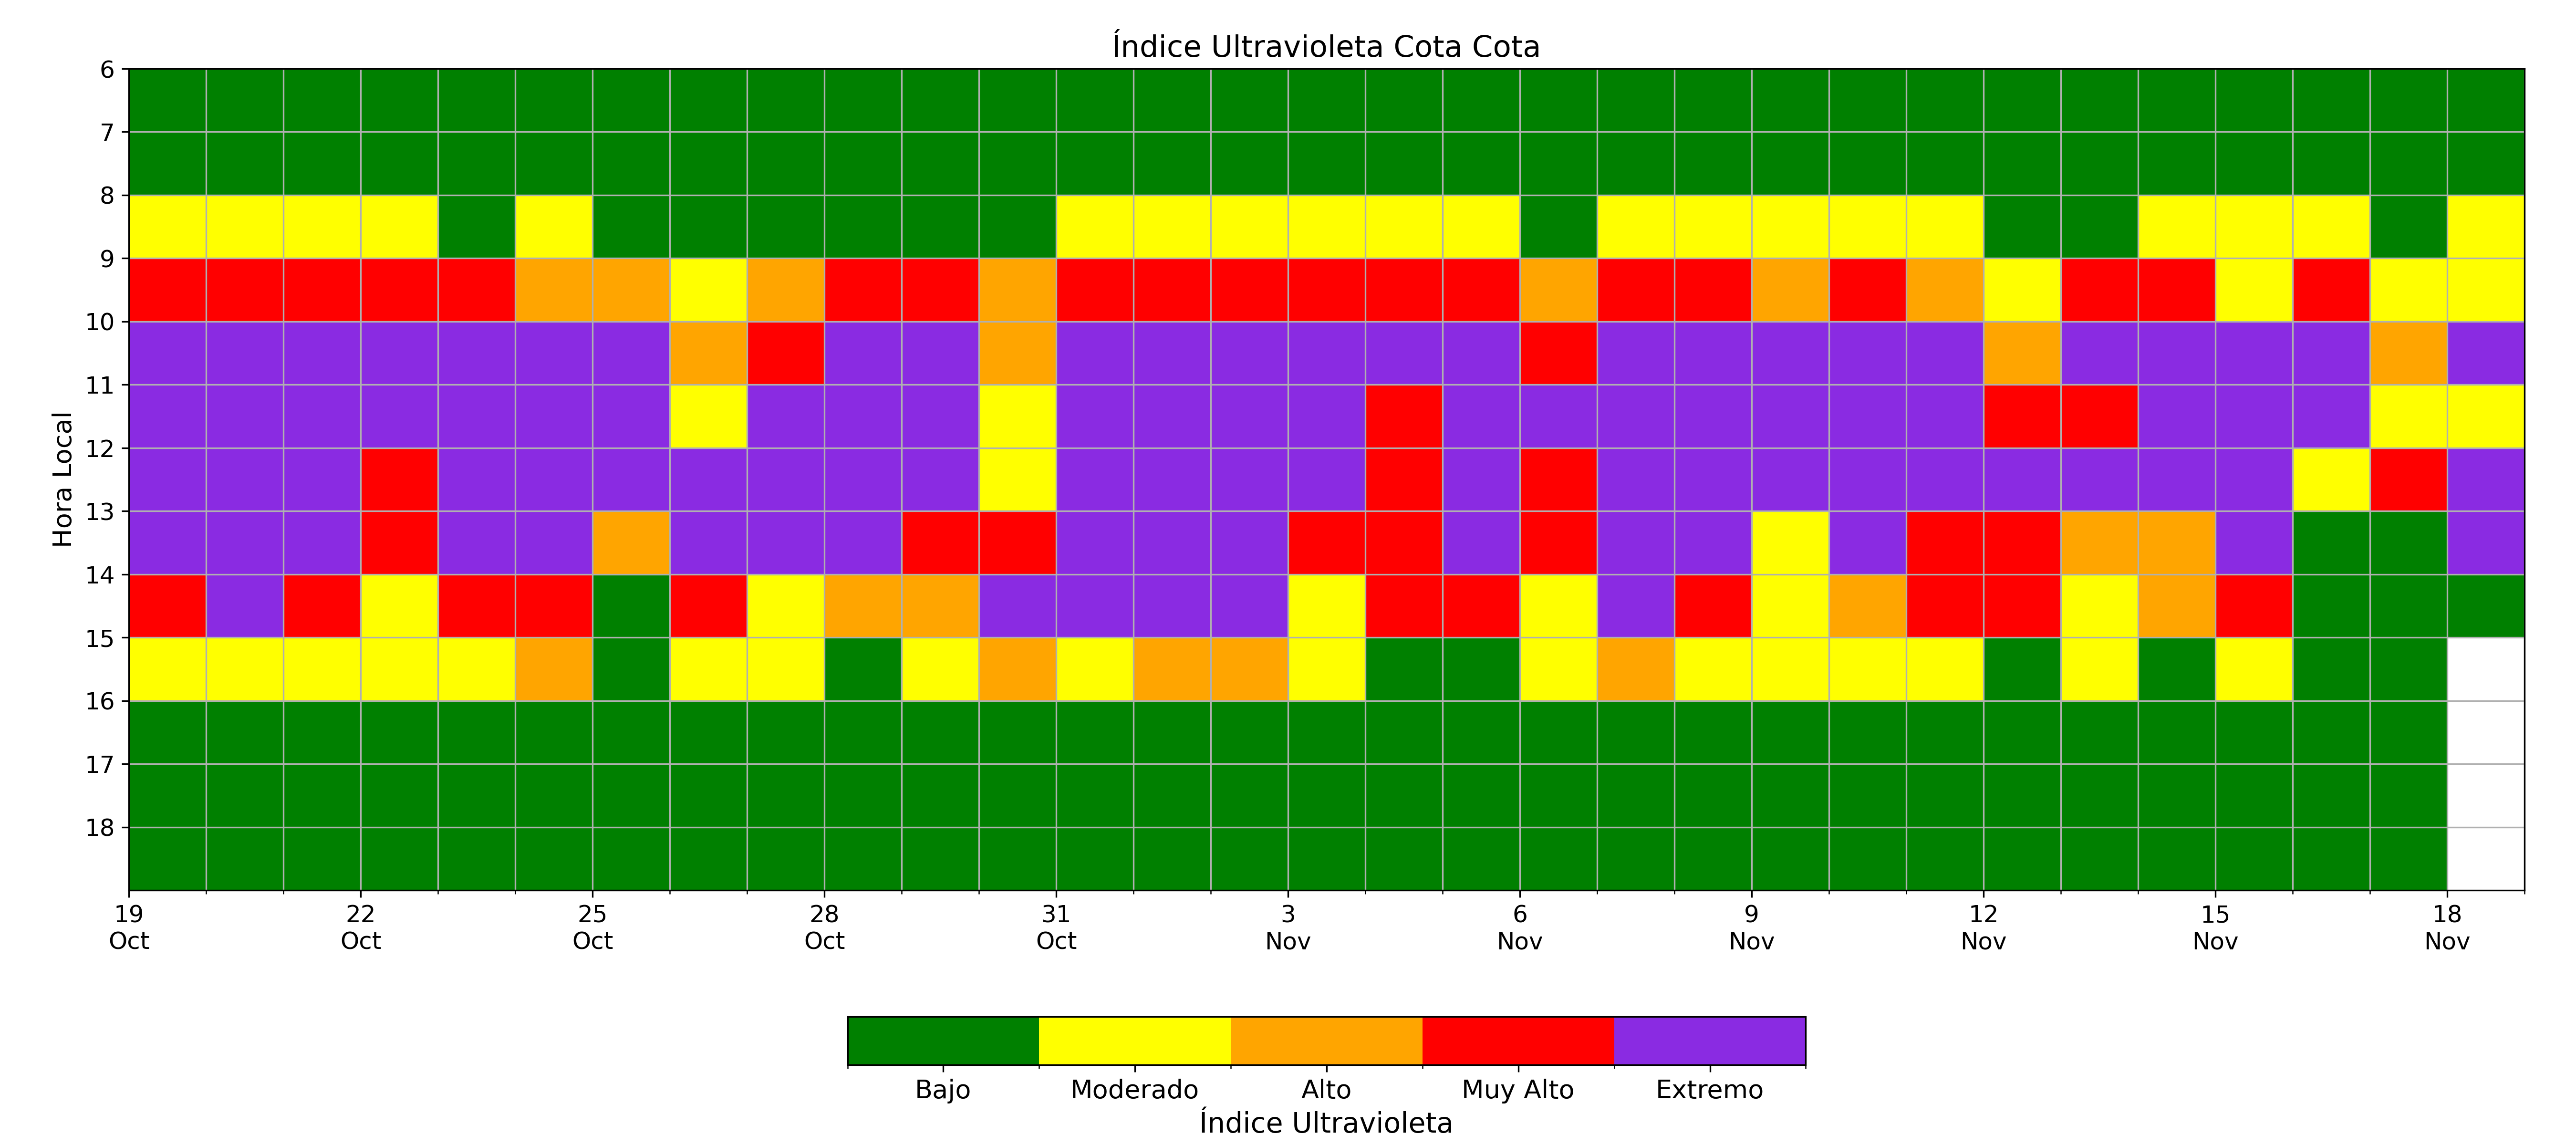 Índice Ultravioleta Cota Cota
6
7
8
9
10
11
12
13
14
15
16
17
18
Hora Local
19 22 25 28 31 3 6 9 12 15 18
Oct Oct Oct Oct Oct Nov Nov Nov Nov Nov Nov
Bajo Moderado Alto Muy Alto Extremo
Índice Ultravioleta